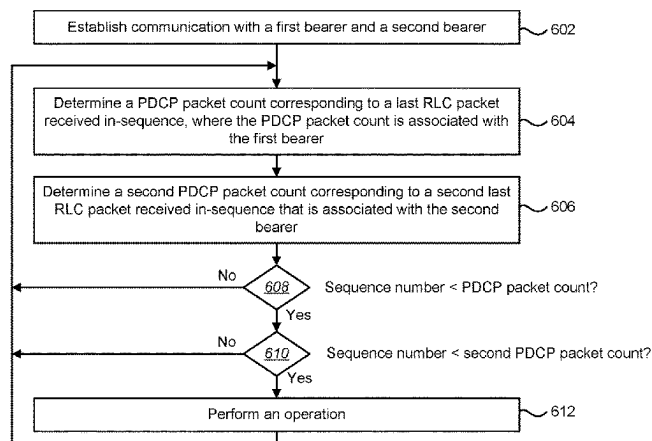 Establish communication with a first bearer and a second bearer
602
Determine a PDCP packet count corresponding to a last RLC packet
received in-sequence, where the PDCP packet count is associated with
the first bearer
604
Determine a second PDCP packet count corresponding to a second last
RLC packet received in-sequence that is associated with the second
bearer
606
No
608
Sequence number < PDCP packet count?
Yes
No
610
Sequence number < second PDCP packet count?
Yes
Perform an operation
612